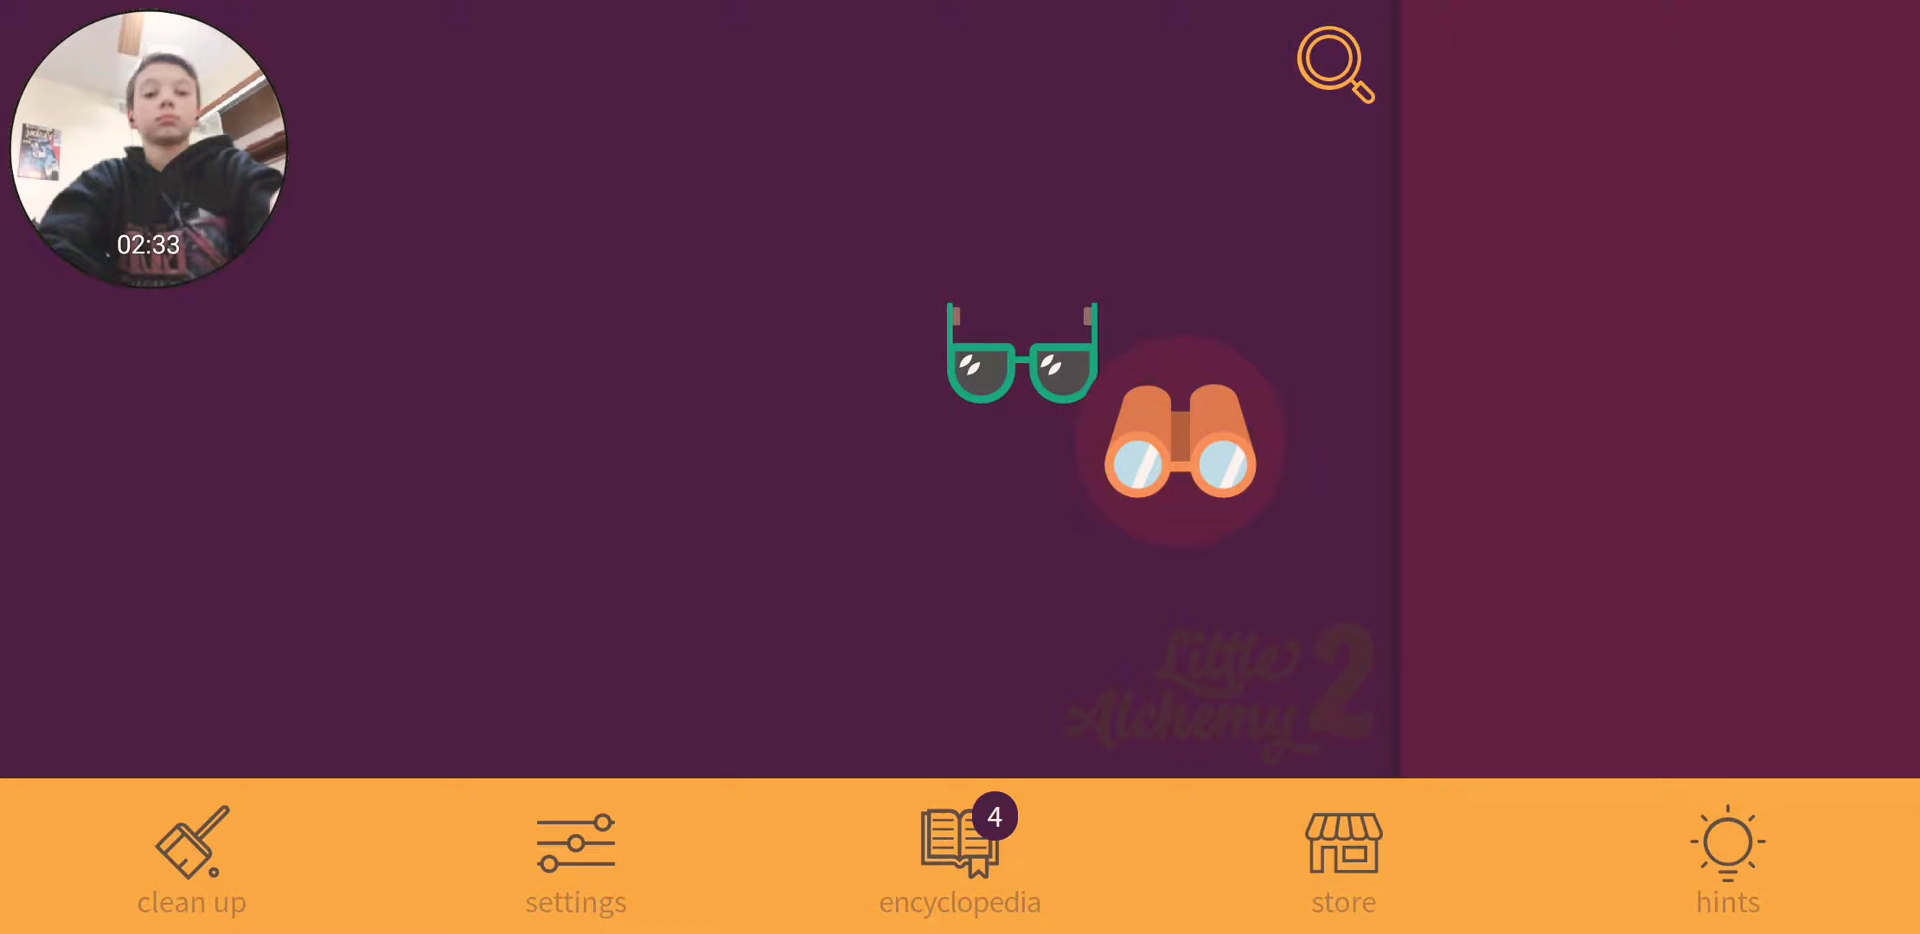 02:33
Little
Alchemy 2
4
clean up
settings
encyclopedia
store
hints